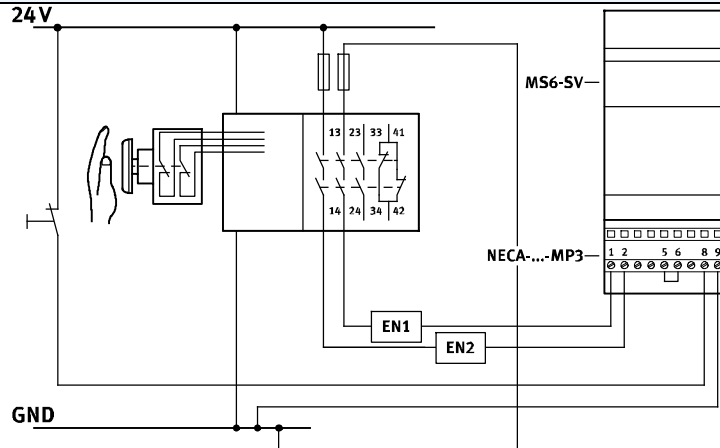 24V
MS6-SV
13 23 33 41
14 24 34 42
NECA-...-MP3
1 2 5 6 8 9
EN1
EN2
GND